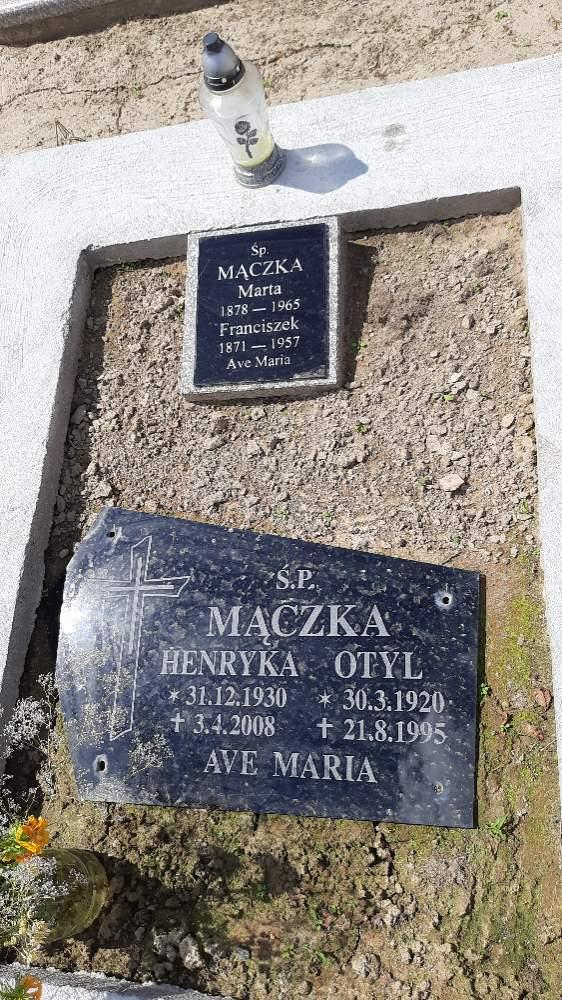 Śp.
MĄCZKA
Marta
1878 — 1965
Franciszek
1871 — 1957
Ave Maria
Ś.P.
MĄCZKA
HENRYKA OTYL
* 31.12.1930 * 30.3.1920
† 3.4.2008 † 21.8.1995
AVE MARIA